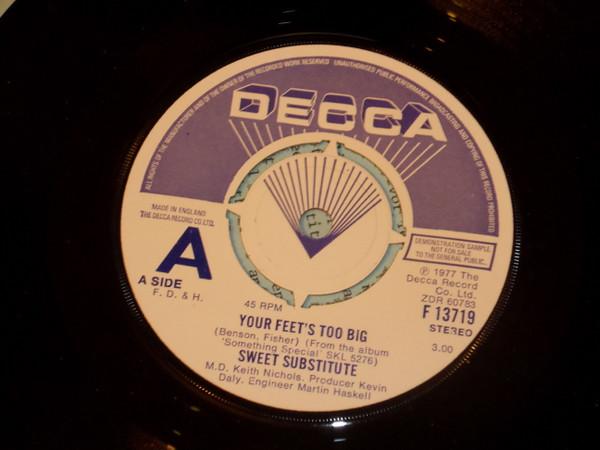 ALL RIGHTS OF THE MANUFACTURER AND OF THE OWNER OF THE RECORDED WORK RESERVED UNAUTHORISED PUBLIC PERFORMANCE BROADCASTING AND COPYING OF THIS RECORD PROHIBITED
DECCA
MADE IN ENGLAND
THE DECCA RECORD CO. LTD.
A
A SIDE
F. D. & H.
DEMONSTRATION SAMPLE
NOT FOR SALE
TO THE GENERAL PUBLIC
℗ 1977 The
Decca Record
Co. Ltd.
ZDR 60783
F 13719
STEREO
3.00
45 RPM
YOUR FEET'S TOO BIG
(Benson, Fisher) (From the album
'Something Special' SKL 5276)
SWEET SUBSTITUTE
M.D. Keith Nichols. Producer Kevin
Daly. Engineer Martin Haskell